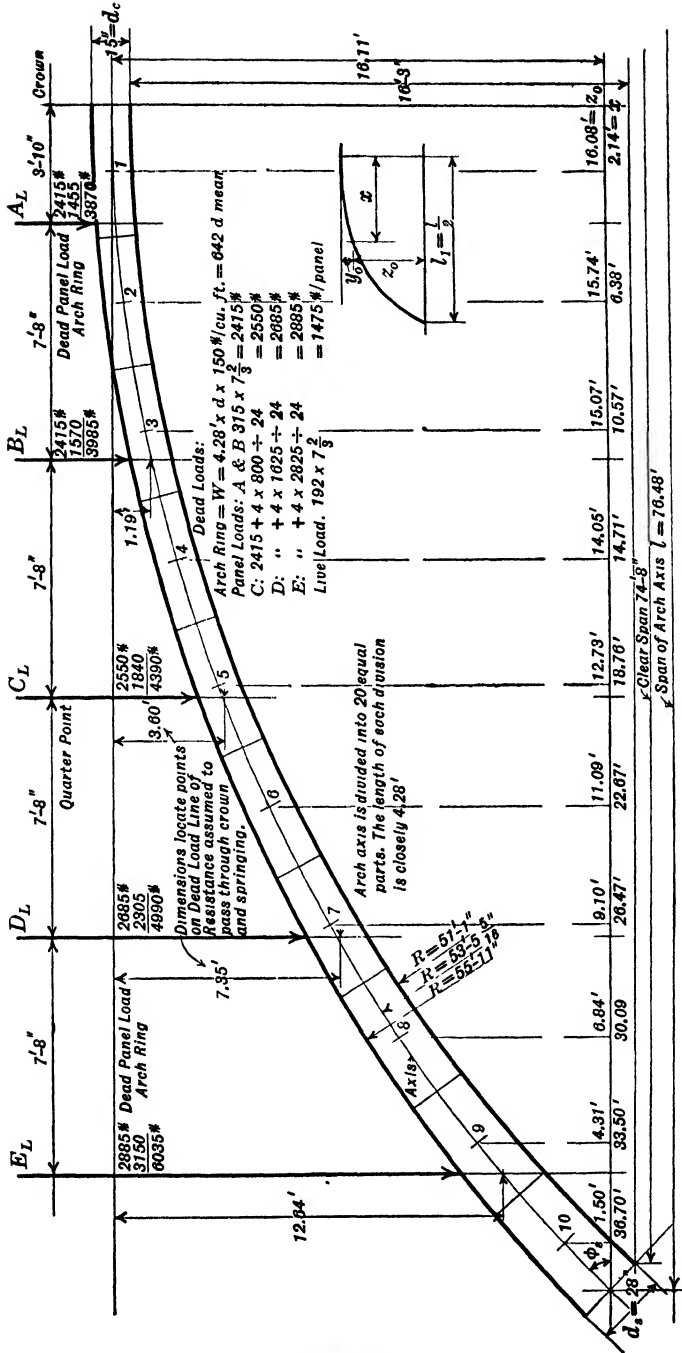 E_L
D_L
C_L
B_L
A_L
7'-8"
7'-8"
7'-8"
7'-8"
3'-10"
Crown
15"=d_c
2885# Dead Panel Load
3150 Arch Ring
6035#
2685#
2305
4990#
Quarter Point
2550#
1840
4390#
2415#
1570
3985#
Dead Panel Load
Arch Ring
2415#
1455
3870#
12.64'
7.35'
3.60'
1.19'
Dimensions locate points
on Dead Load Line of
Resistance assumed to
pass through crown
and springing.
Dead Loads:
Arch Ring = W = 4.28' x d x 150#/cu. ft. = 642 d mean
Panel Loads: A & B 315 x 7 2/3 = 2415#
C: 2415 + 4 x 800 ÷ 24 = 2550#
D: " + 4 x 1625 ÷ 24 = 2685#
E: " + 4 x 2825 ÷ 24 = 2885#
Live Load. 192 x 7 2/3 = 1475#/panel
Arch axis is divided into 20 equal
parts. The length of each division
is closely 4.28'
R = 51'-1"
R = 53'-5 5/16"
R = 55'-11"
Axis
10
9
8
7
6
5
4
3
2
1
y_0
z_0
x
l_1 = l/2
16.11'
16'-3"
1.50'
4.31'
6.84'
9.10'
11.09'
12.73'
14.05'
15.07'
15.74'
16.08' = z_0
36.70'
33.50'
30.09
26.47'
22.67'
18.76'
14.71'
10.57'
6.38'
2.14' = x
ϕ_s
d_s = 28"
Clear Span 74'-8"
Span of Arch Axis l = 76.48'